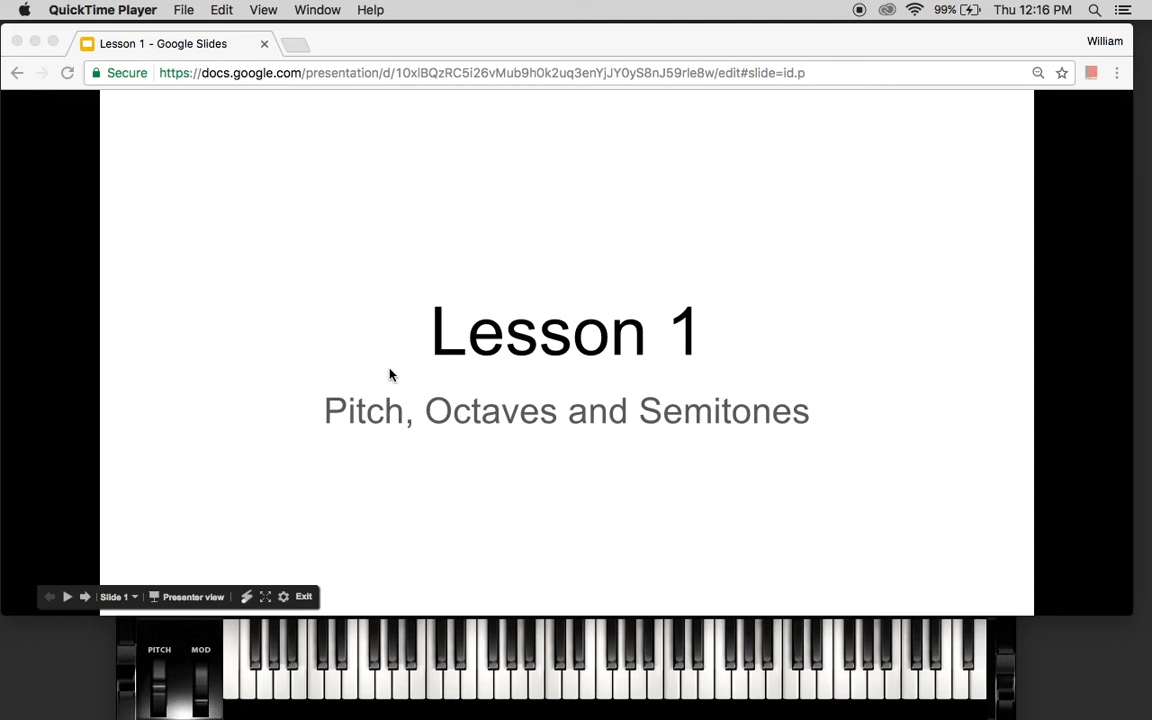 QuickTime Player File Edit View Window Help 99% Thu 12:16 PM
Lesson 1 - Google Slides William
Secure https://docs.google.com/presentation/d/10xlBQzRC5i26vMub9h0k2uq3enYjJY0yS8nJ59rle8w/edit#slide=id.p
Lesson 1
Pitch, Octaves and Semitones
Slide 1 Presenter view Exit
PITCH MOD